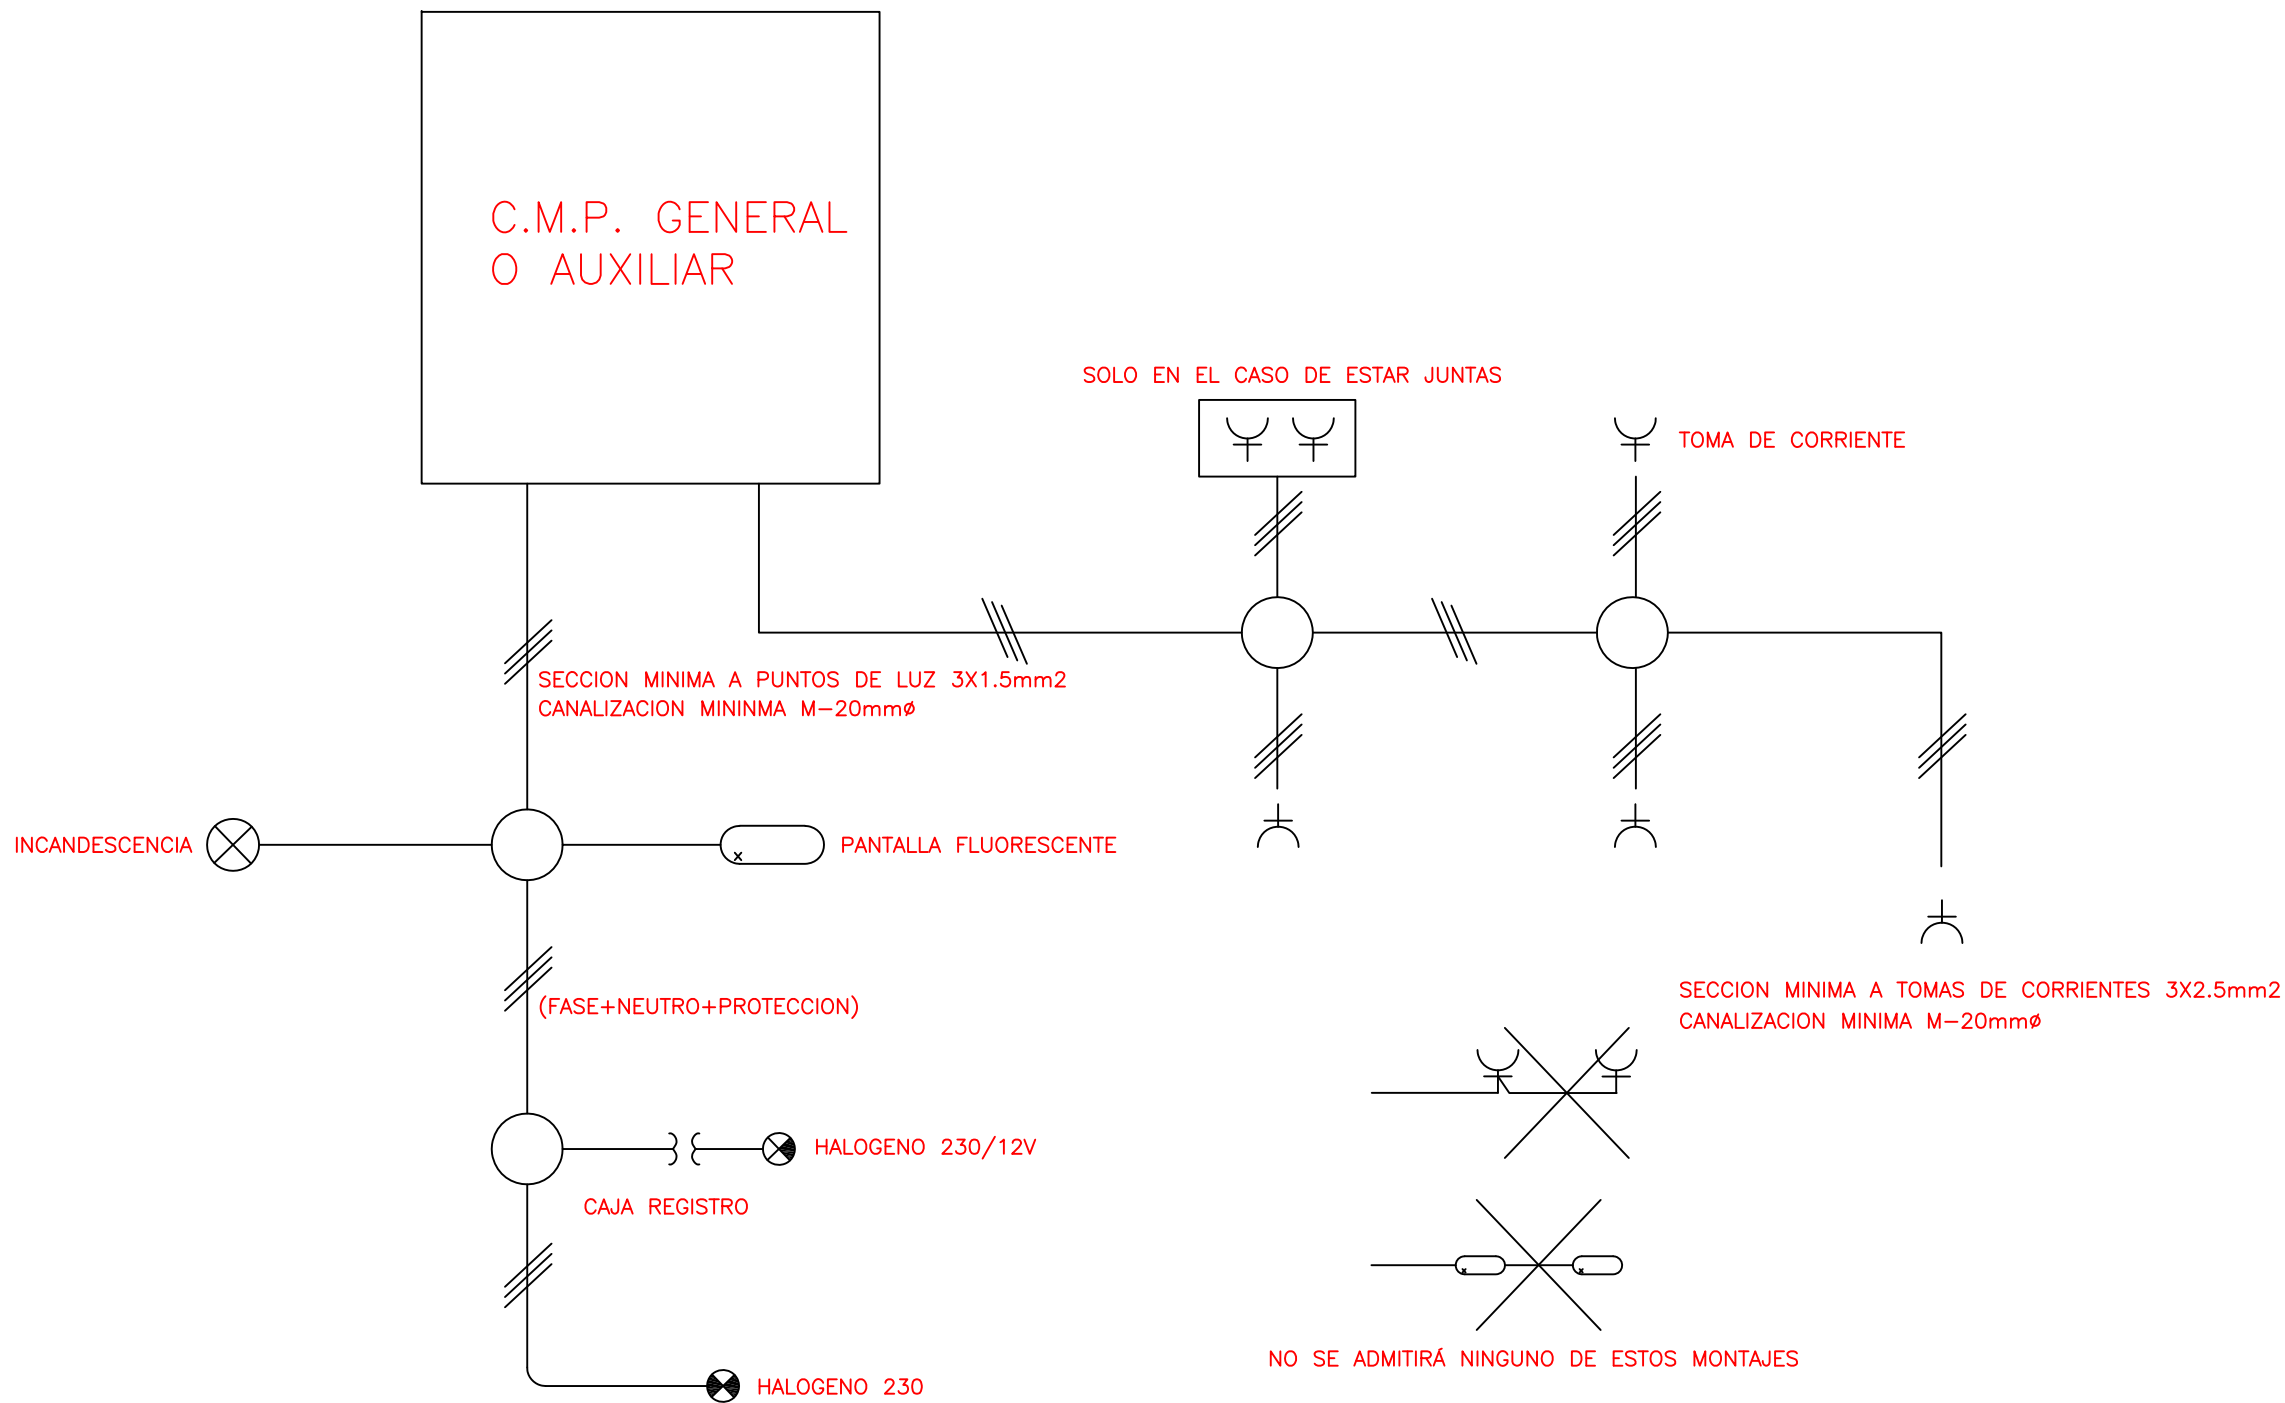 C.M.P. GENERAL
O AUXILIAR
SOLO EN EL CASO DE ESTAR JUNTAS
TOMA DE CORRIENTE
SECCION MINIMA A PUNTOS DE LUZ 3X1.5mm2
CANALIZACION MININMA M-20mmø
INCANDESCENCIA
PANTALLA FLUORESCENTE
SECCION MINIMA A TOMAS DE CORRIENTES 3X2.5mm2
CANALIZACION MINIMA M-20mmø
(FASE+NEUTRO+PROTECCION)
HALOGENO 230/12V
CAJA REGISTRO
NO SE ADMITIRÁ NINGUNO DE ESTOS MONTAJES
HALOGENO 230